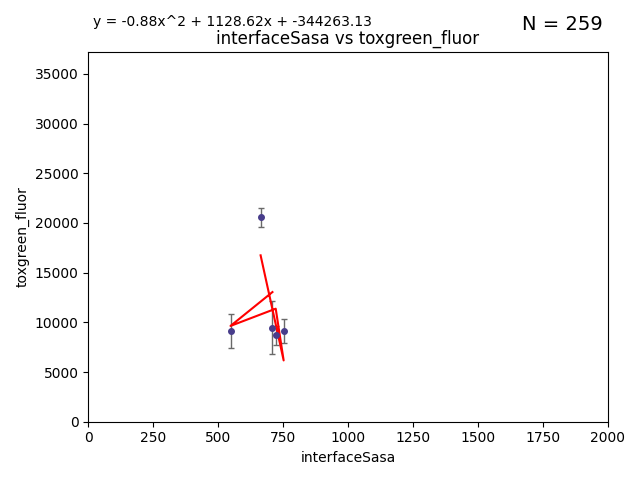 y = -0.88x^2 + 1128.62x + -344263.13
N = 259
interfaceSasa vs toxgreen_fluor
35000
30000
25000
20000
15000
10000
5000
0
toxgreen_fluor
0 250 500 750 1000 1250 1500 1750 2000
interfaceSasa